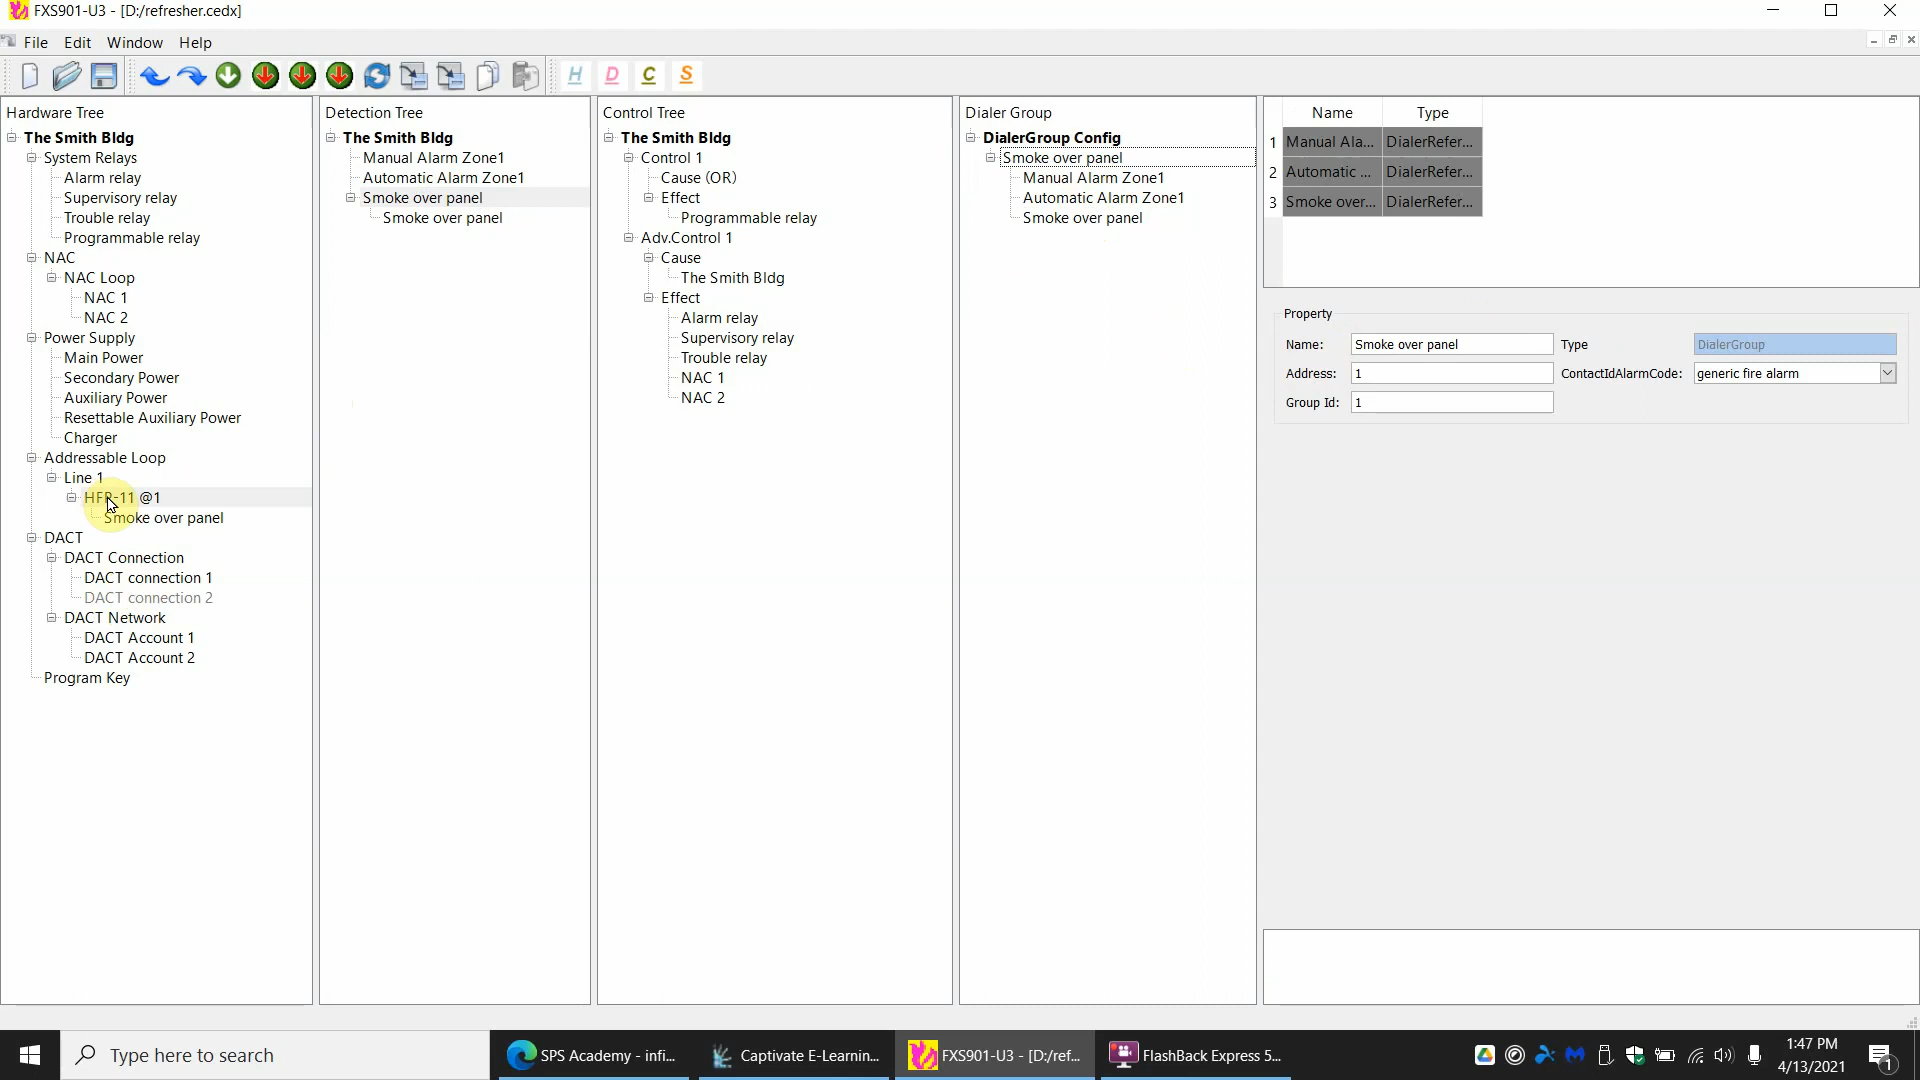 FXS901-U3 - [D:/refresher.cedx]
File Edit Window Help
H D C S
Hardware Tree
The Smith Bldg
System Relays
Alarm relay
Supervisory relay
Trouble relay
Programmable relay
NAC
NAC Loop
NAC 1
NAC 2
Power Supply
Main Power
Secondary Power
Auxiliary Power
Resettable Auxiliary Power
Charger
Addressable Loop
Line 1
HFP-11 @1
Smoke over panel
DACT
DACT Connection
DACT connection 1
DACT connection 2
DACT Network
DACT Account 1
DACT Account 2
Program Key
Detection Tree
The Smith Bldg
Manual Alarm Zone1
Automatic Alarm Zone1
Smoke over panel
Smoke over panel
Control Tree
The Smith Bldg
Control 1
Cause (OR)
Effect
Programmable relay
Adv.Control 1
Cause
The Smith Bldg
Effect
Alarm relay
Supervisory relay
Trouble relay
NAC 1
NAC 2
Dialer Group
DialerGroup Config
Smoke over panel
Manual Alarm Zone1
Automatic Alarm Zone1
Smoke over panel
Name Type
1 Manual Ala... DialerRefer...
2 Automatic ... DialerRefer...
3 Smoke over... DialerRefer...
Property
Name: Smoke over panel Type DialerGroup
Address: 1 ContactIdAlarmCode: generic fire alarm
Group Id: 1
Type here to search
SPS Academy - infi...
Captivate E-Learnin...
FXS901-U3 - [D:/ref...
FlashBack Express 5...
1:47 PM
4/13/2021
1